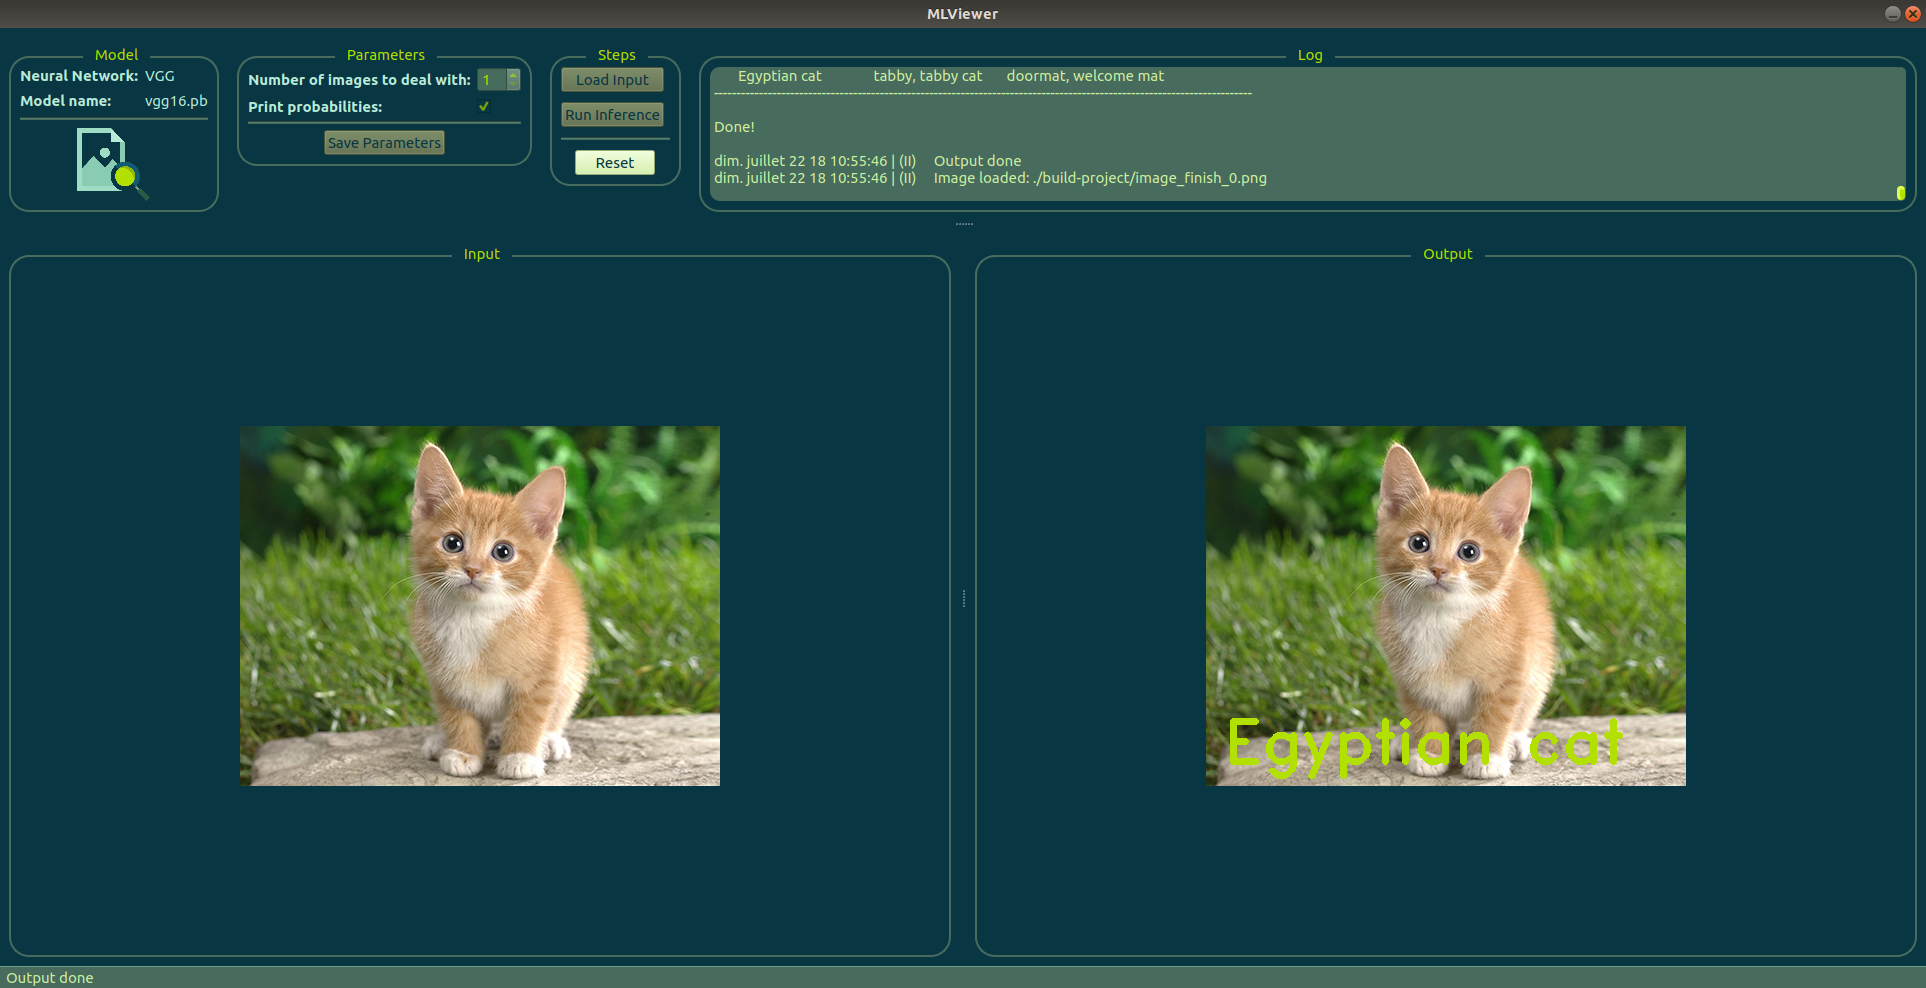 MLViewer
Model
Neural Network: VGG
Model name: vgg16.pb
Parameters
Number of images to deal with: 1
Print probabilities:
Save Parameters
Steps
Load Input
Run Inference
Reset
Log
Egyptian cat tabby, tabby cat doormat, welcome mat
Done!
dim. juillet 22 18 10:55:46 | (II) Output done
dim. juillet 22 18 10:55:46 | (II) Image loaded: ./build-project/image_finish_0.png
Input
Output
Egyptian cat
Output done